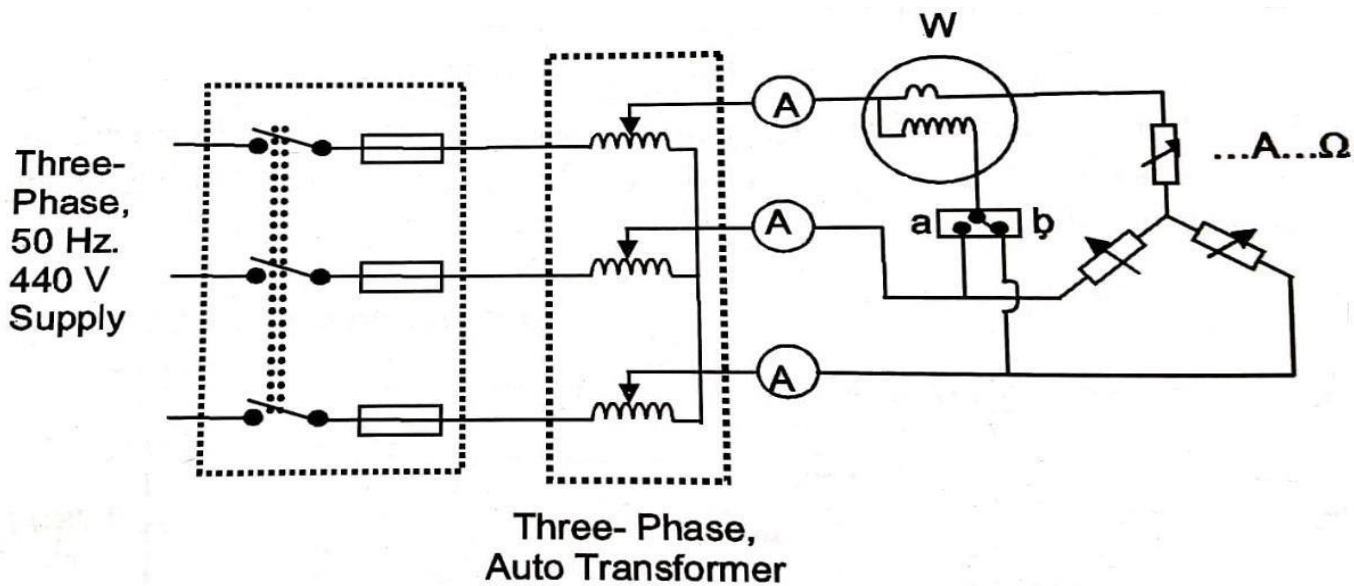 W
A
Three-
Phase,
50 Hz.
440 V
Supply
...A...Ω
A
a b
A
Three- Phase,
Auto Transformer